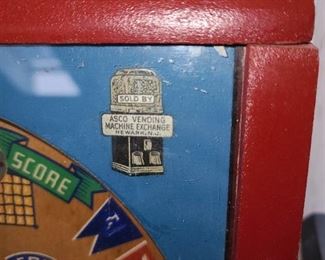 SOLD BY
ASCO VENDING
MACHINE EXCHANGE
NEWARK, N.J.
SCORE